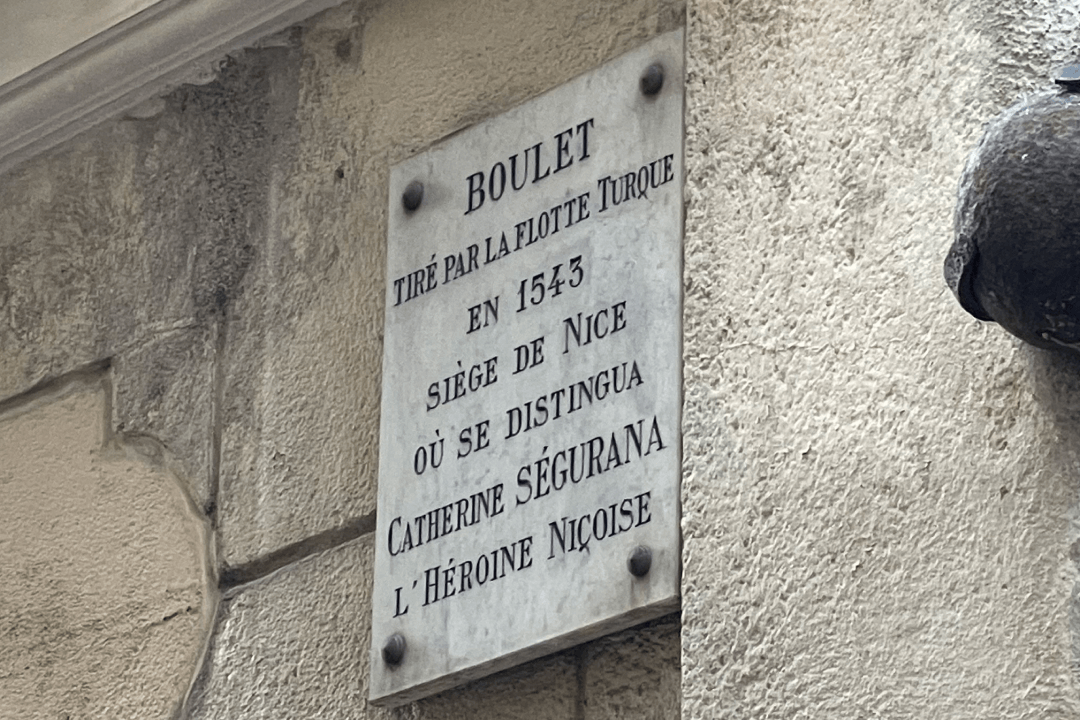 BOULET
TIRÉ PAR LA FLOTTE TURQUE
EN 1543
SIÈGE DE NICE
OÙ SE DISTINGUA
CATHERINE SÉGURANA
L'HÉROINE NIÇOISE